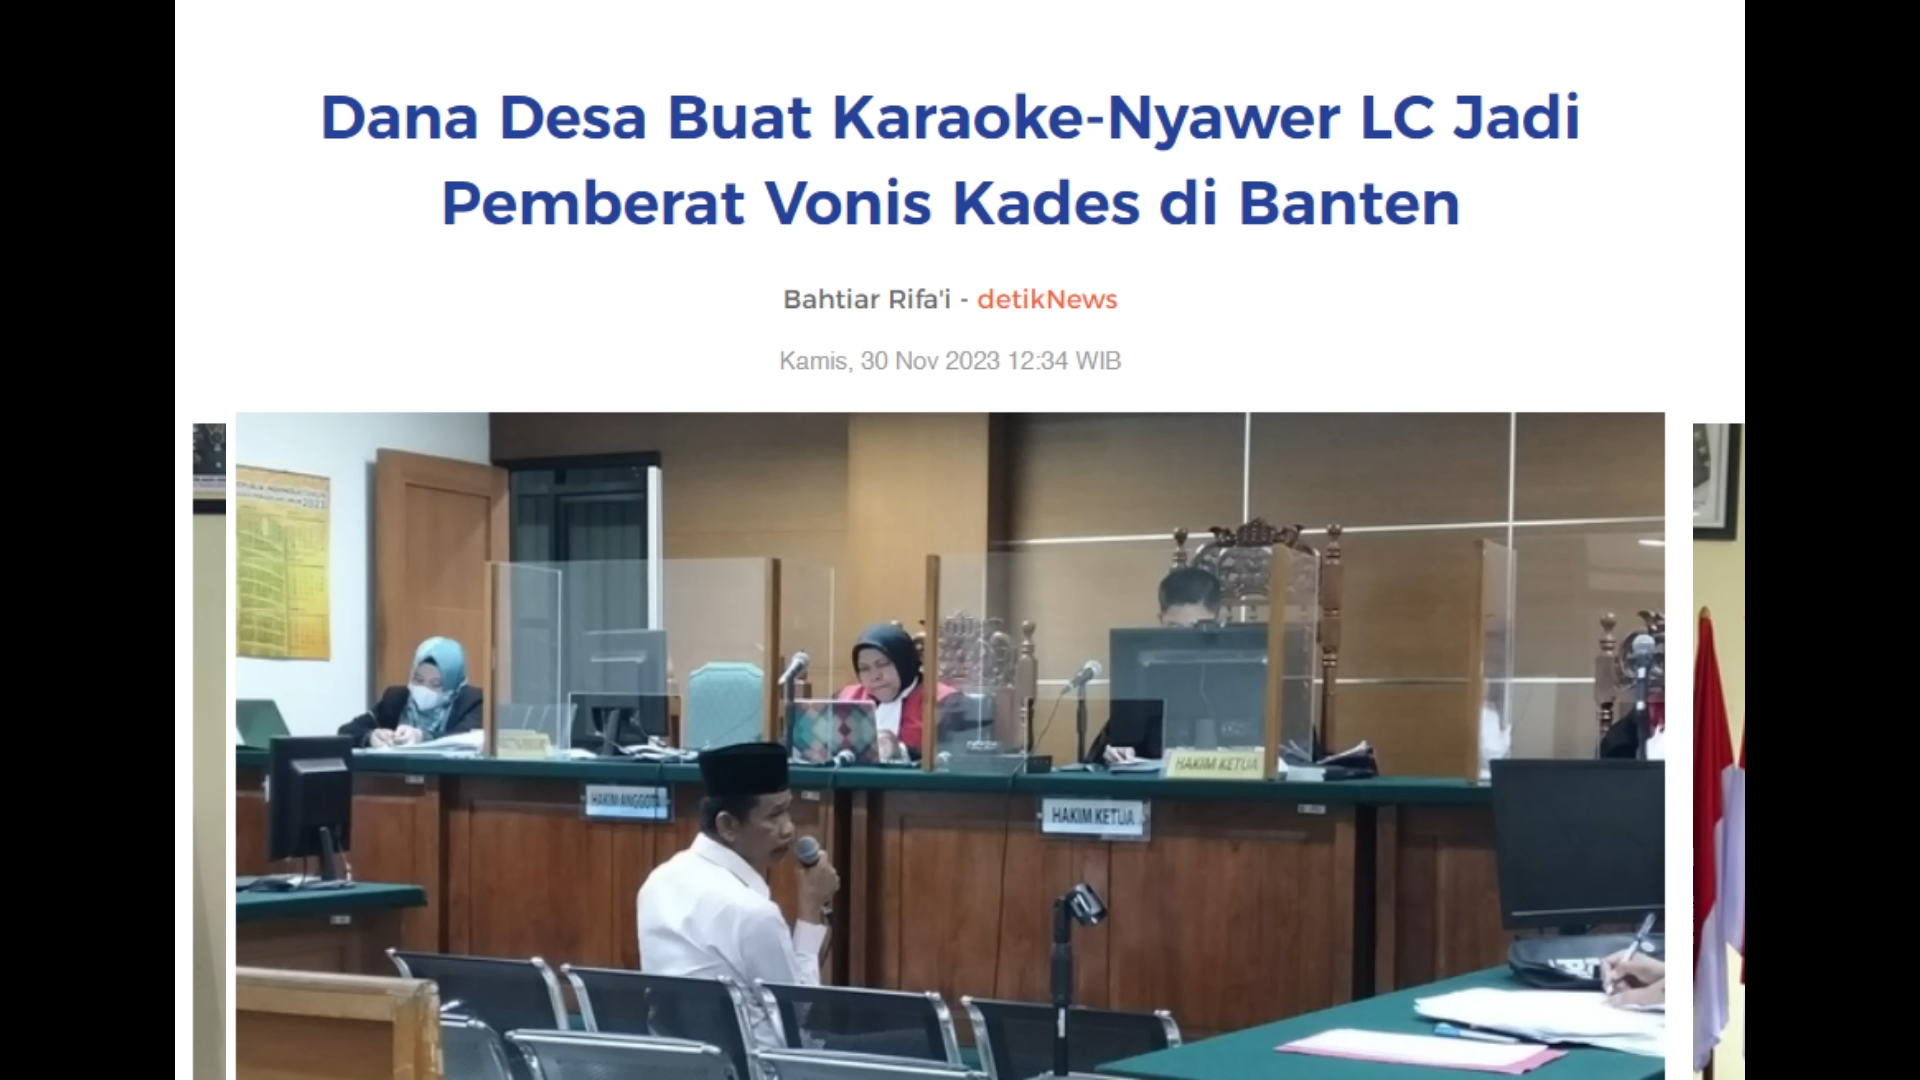 Dana Desa Buat Karaoke-Nyawer LC Jadi
Pemberat Vonis Kades di Banten
Bahtiar Rifa'i - detikNews
Kamis, 30 Nov 2023 12:34 WIB
2023
HAKIM KETUA
HAKIM ANGGOTA
HAKIM KETUA